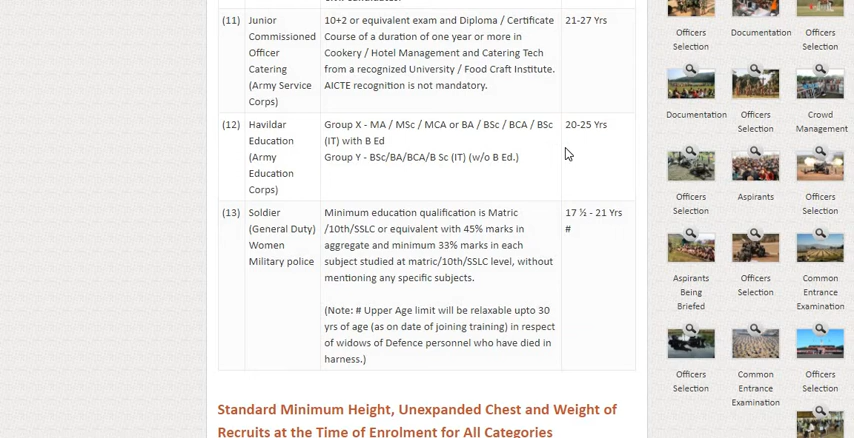 (11) Junior Commissioned Officer Catering (Army Service Corps)
10+2 or equivalent exam and Diploma / Certificate
Course of a duration of one year or more in
Cookery / Hotel Management and Catering Tech
from a recognized University / Food Craft Institute.
AICTE recognition is not mandatory.
21-27 Yrs
(12) Havildar Education (Army Education Corps)
Group X - MA / MSc / MCA or BA / BSc / BCA / BSc
(IT) with B Ed
Group Y - BSc/BA/BCA/B Sc (IT) (w/o B Ed.)
20-25 Yrs
(13) Soldier (General Duty) Women Military police
Minimum education qualification is Matric
/10th/SSLC or equivalent with 45% marks in
aggregate and minimum 33% marks in each
subject studied at matric/10th/SSLC level, without
mentioning any specific subjects.
(Note: # Upper Age limit will be relaxable upto 30
yrs of age (as on date of joining training) in respect
of widows of Defence personnel who have died in
harness.)
17 ½ - 21 Yrs
#
Standard Minimum Height, Unexpanded Chest and Weight of
Recruits at the Time of Enrolment for All Categories
Officers Selection
Documentation
Officers Selection
Documentation
Officers Selection
Crowd Management
Officers Selection
Aspirants
Officers Selection
Aspirants Being Briefed
Officers Selection
Common Entrance Examination
Officers Selection
Common Entrance Examination
Officers Selection